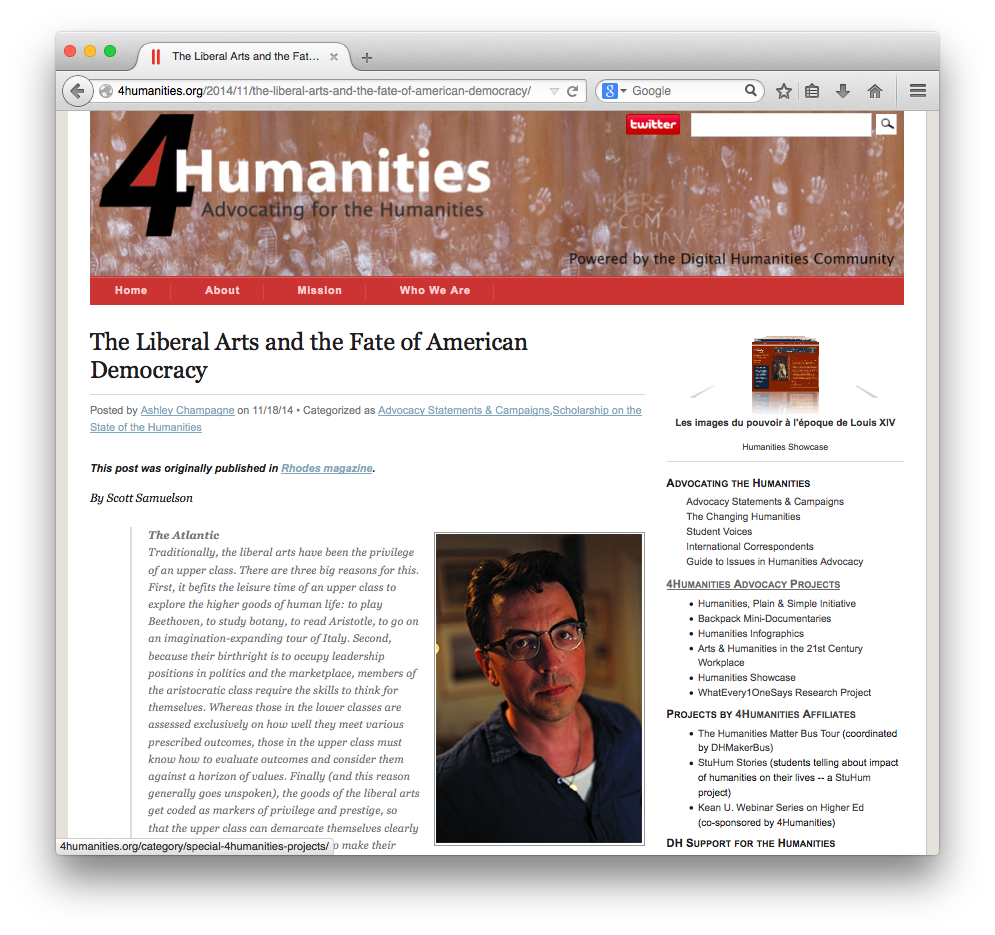 The Liberal Arts and the Fat...
4humanities.org/2014/11/the-liberal-arts-and-the-fate-of-american-democracy/
Google
twitter
4Humanities
Advocating for the Humanities
KERS
COM
HAVA
Powered by the Digital Humanities Community
Home About Mission Who We Are
The Liberal Arts and the Fate of American
Democracy
Posted by Ashley Champagne on 11/18/14 • Categorized as Advocacy Statements & Campaigns,Scholarship on the
State of the Humanities
This post was originally published in Rhodes magazine.
By Scott Samuelson
The Atlantic
Traditionally, the liberal arts have been the privilege
of an upper class. There are three big reasons for this.
First, it befits the leisure time of an upper class to
explore the higher goods of human life: to play
Beethoven, to study botany, to read Aristotle, to go on
an imagination-expanding tour of Italy. Second,
because their birthright is to occupy leadership
positions in politics and the marketplace, members of
the aristocratic class require the skills to think for
themselves. Whereas those in the lower classes are
assessed exclusively on how well they meet various
prescribed outcomes, those in the upper class must
know how to evaluate outcomes and consider them
against a horizon of values. Finally (and this reason
generally goes unspoken), the goods of the liberal arts
get coded as markers of privilege and prestige, so
that the upper class can demarcate themselves clearly
to make their
4humanities.org/category/special-4humanities-projects/
Les images du pouvoir à l'époque de Louis XIV
Humanities Showcase
Advocating the Humanities
Advocacy Statements & Campaigns
The Changing Humanities
Student Voices
International Correspondents
Guide to Issues in Humanities Advocacy
4Humanities Advocacy Projects
• Humanities, Plain & Simple Initiative
• Backpack Mini-Documentaries
• Humanities Infographics
• Arts & Humanities in the 21st Century
Workplace
• Humanities Showcase
• WhatEvery1OneSays Research Project
Projects by 4Humanities Affiliates
• The Humanities Matter Bus Tour (coordinated
by DHMakerBus)
• StuHum Stories (students telling about impact
of humanities on their lives -- a StuHum
project)
• Kean U. Webinar Series on Higher Ed
(co-sponsored by 4Humanities)
DH Support for the Humanities